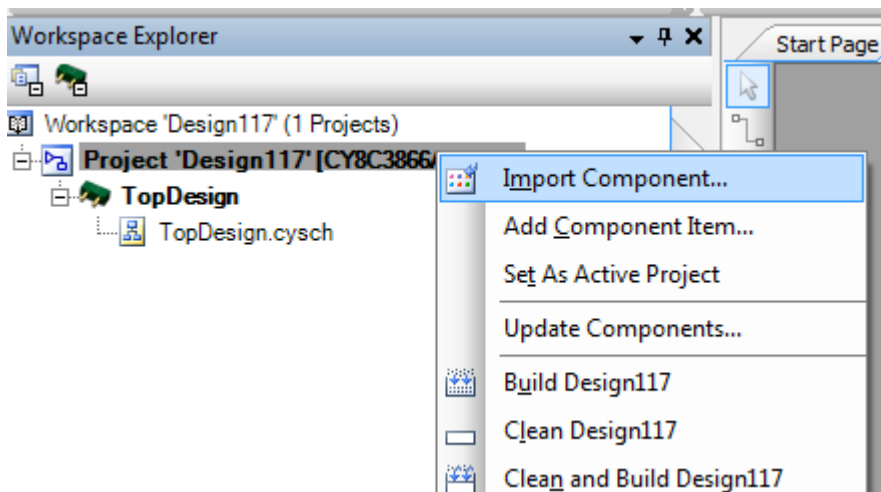 Workspace Explorer
Start Page
Workspace 'Design117' (1 Projects)
Project 'Design117' [CY8C3866
TopDesign
TopDesign.cysch
Import Component...
Add Component Item...
Set As Active Project
Update Components...
Build Design117
Clean Design117
Clean and Build Design117